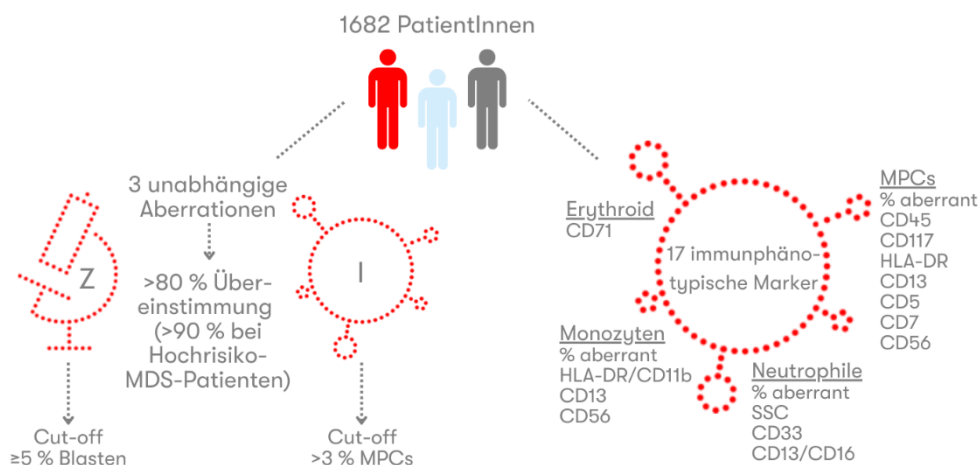 1682 PatientInnen
3 unabhängige
Aberrationen
Z
>80 % Über-
einstimmung
(>90 % bei
Hochrisiko-
MDS-Patienten)
I
Cut-off
≥5 % Blasten
Cut-off
>3 % MPCs
17 immunphäno-
typische Marker
Erythroid
CD71
MPCs
% aberrant
CD45
CD117
HLA-DR
CD13
CD5
CD7
CD56
Monozyten
% aberrant
HLA-DR/CD11b
CD13
CD56
Neutrophile
% aberrant
SSC
CD33
CD13/CD16